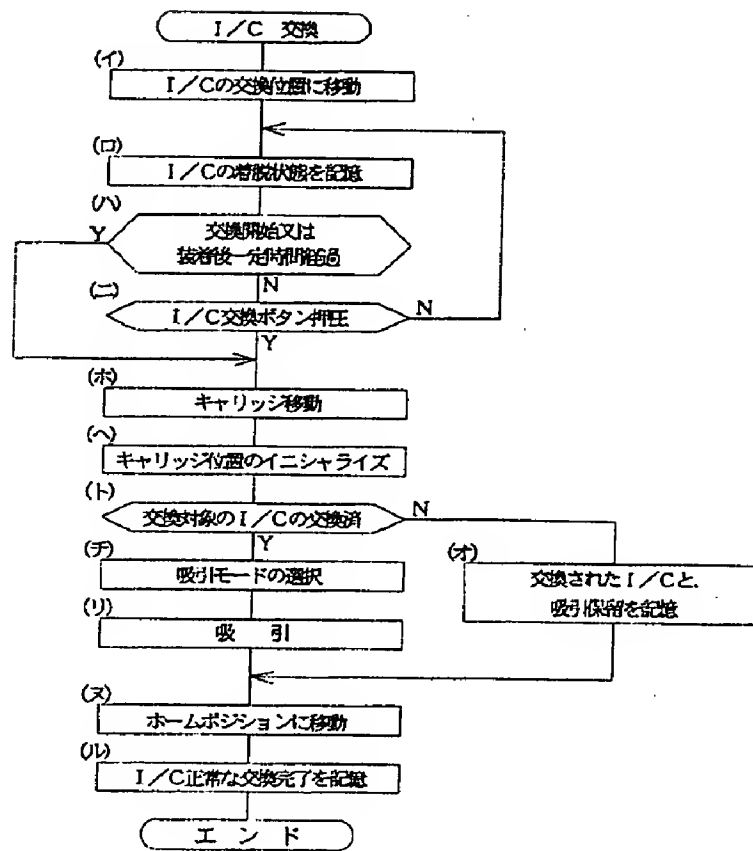 I/C 交換
(イ)
I/Cの交換位置に移動
(ロ)
I/Cの着脱状態を記憶
(ハ)
Y
交換開始又は
装着後一定時間経過
N
(ニ)
I/C交換ボタン押圧
N
Y
(ホ)
キャリッジ移動
(ヘ)
キャリッジ位置のイニシャライズ
(ト)
交換対象のI/Cの交換済
N
Y
(チ)
吸引モードの選択
(オ)
交換されたI/Cと、
吸引保留を記憶
(リ)
吸 引
(ヌ)
ホームポジションに移動
(ル)
I/C正常な交換完了を記憶
エ ン ド